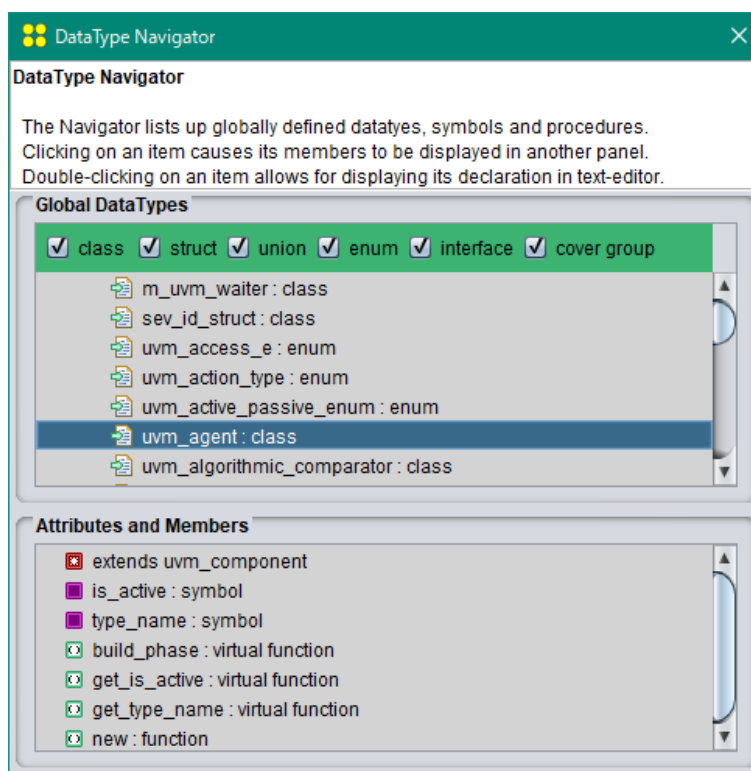 DataType Navigator
DataType Navigator
The Navigator lists up globally defined datatyes, symbols and procedures.
Clicking on an item causes its members to be displayed in another panel.
Double-clicking on an item allows for displaying its declaration in text-editor.
Global DataTypes
class struct union enum interface cover group
m_uvm_waiter : class
sev_id_struct : class
uvm_access_e : enum
uvm_action_type : enum
uvm_active_passive_enum : enum
uvm_agent : class
uvm_algorithmic_comparator : class
Attributes and Members
extends uvm_component
is_active : symbol
type_name : symbol
build_phase : virtual function
get_is_active : virtual function
get_type_name : virtual function
new : function